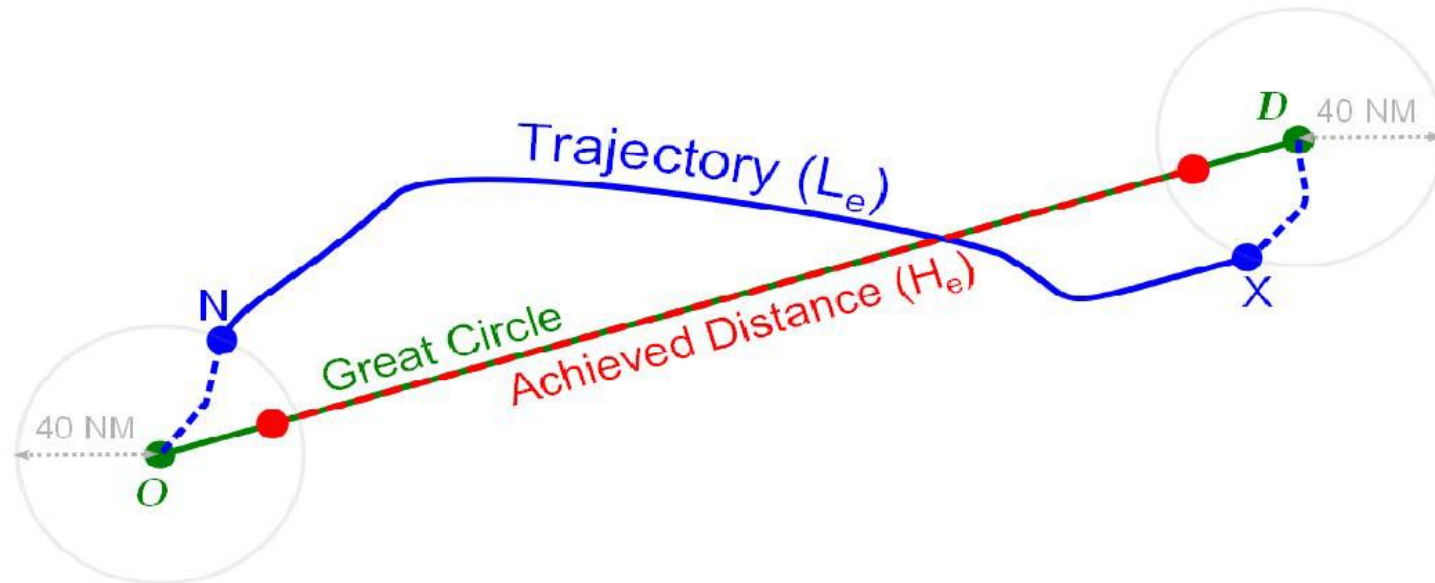 D
40 NM
Trajectory (Lₑ)
N
X
Great Circle
Achieved Distance (Hₑ)
40 NM
O